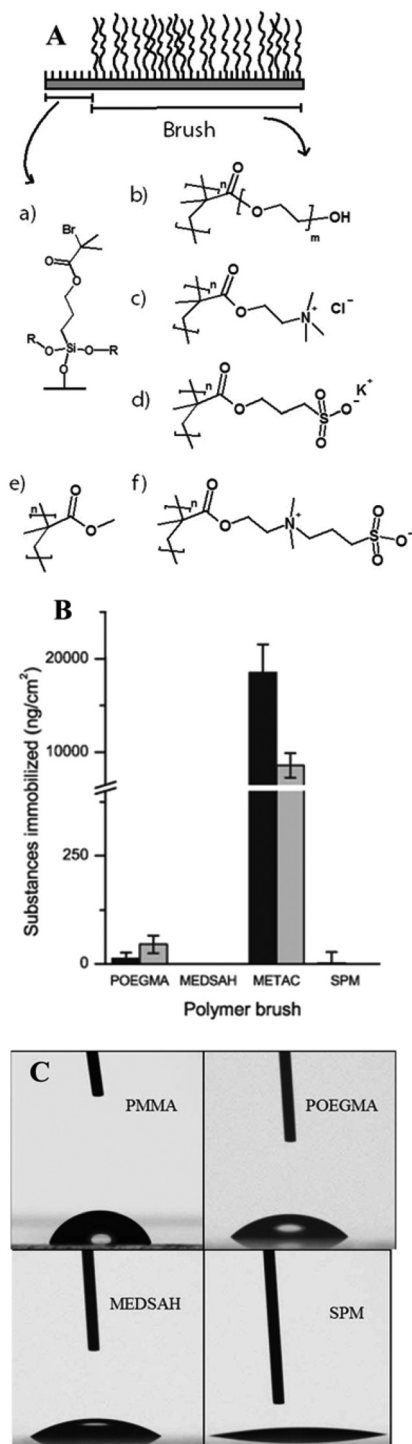 A
Brush
a)
Br
O
O
R
O
Si
O
R
O
b)
n
O
O
m
OH
c)
n
O
O
N
+
Cl⁻
d)
n
O
O
S
O
O
O
−
K⁺
e)
n
O
O
f)
n
O
O
N
+
S
O
O
O
−
B
Substances immobilized (ng/cm²)
20000
10000
250
0
POEGMA MEDSAH METAC SPM
Polymer brush
C
PMMA
POEGMA
MEDSAH
SPM